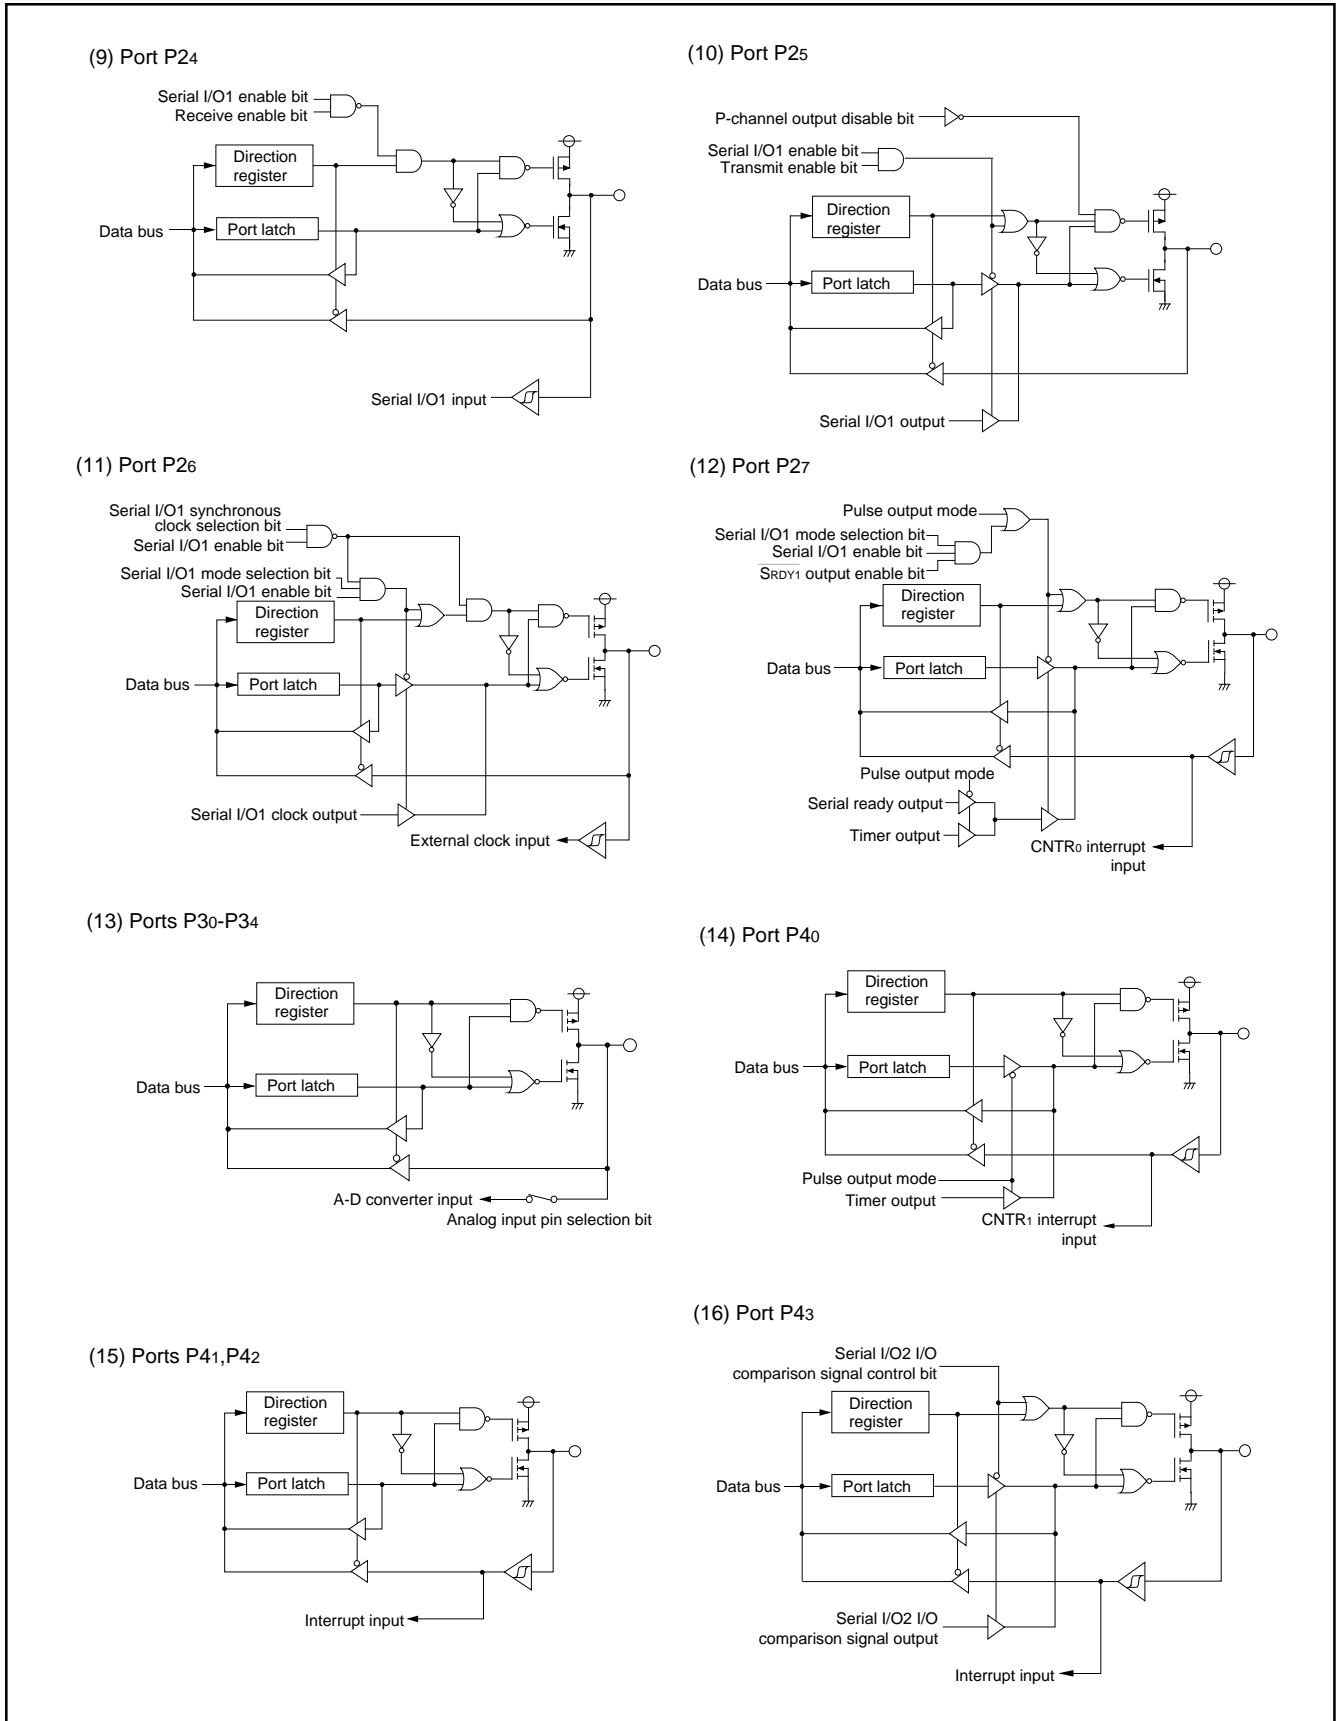 (9) Port P24
Serial I/O1 enable bit
Receive enable bit
Direction
register
Data bus
Port latch
Serial I/O1 input
(10) Port P25
P-channel output disable bit
Serial I/O1 enable bit
Transmit enable bit
Direction
register
Data bus
Port latch
Serial I/O1 output
(11) Port P26
Serial I/O1 synchronous
clock selection bit
Serial I/O1 enable bit
Serial I/O1 mode selection bit
Serial I/O1 enable bit
Direction
register
Data bus
Port latch
Serial I/O1 clock output
External clock input
(12) Port P27
Pulse output mode
Serial I/O1 mode selection bit
Serial I/O1 enable bit
SRDY1 output enable bit
Direction
register
Data bus
Port latch
Pulse output mode
Serial ready output
Timer output
CNTR0 interrupt
input
(13) Ports P30-P34
Direction
register
Data bus
Port latch
A-D converter input
Analog input pin selection bit
(14) Port P40
Direction
register
Data bus
Port latch
Pulse output mode
Timer output
CNTR1 interrupt
input
(15) Ports P41,P42
Direction
register
Data bus
Port latch
Interrupt input
(16) Port P43
Serial I/O2 I/O
comparison signal control bit
Direction
register
Data bus
Port latch
Serial I/O2 I/O
comparison signal output
Interrupt input